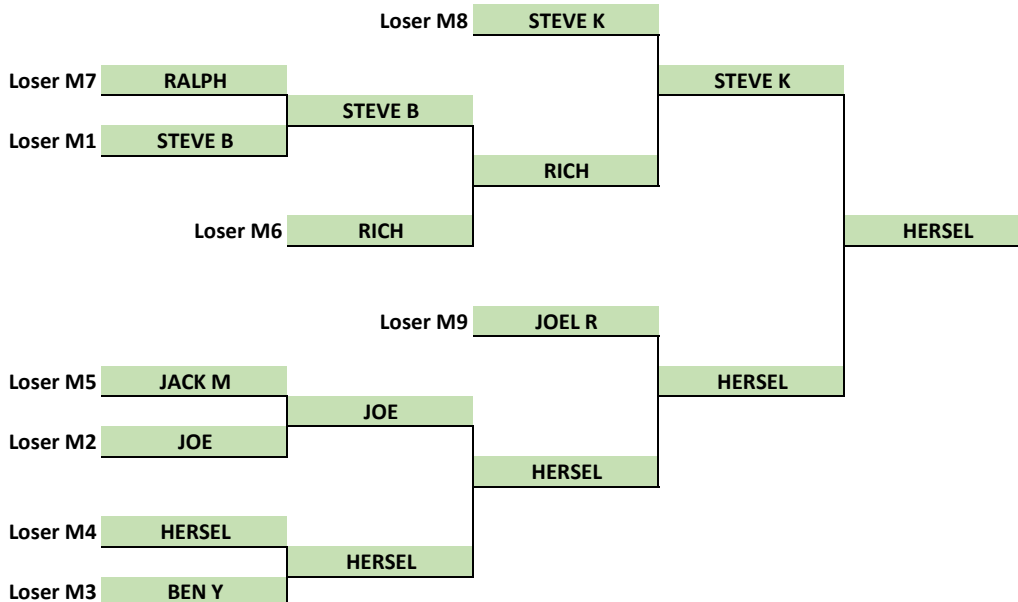 Loser M8 STEVE K
Loser M7 RALPH STEVE K
STEVE B
Loser M1 STEVE B
RICH
Loser M6 RICH HERSEL
Loser M9 JOEL R
Loser M5 JACK M HERSEL
JOE
Loser M2 JOE
HERSEL
Loser M4 HERSEL
HERSEL
Loser M3 BEN Y